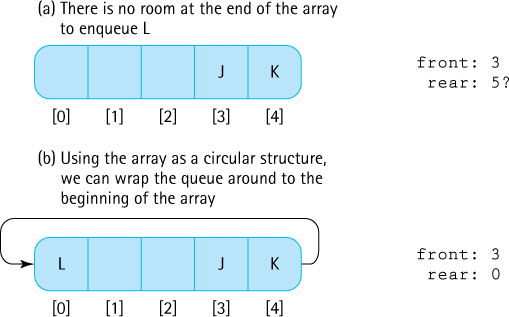 (a) There is no room at the end of the array
to enqueue L
J K
front: 3
rear: 5?
[0] [1] [2] [3] [4]
(b) Using the array as a circular structure,
we can wrap the queue around to the
beginning of the array
L J K
front: 3
rear: 0
[0] [1] [2] [3] [4]